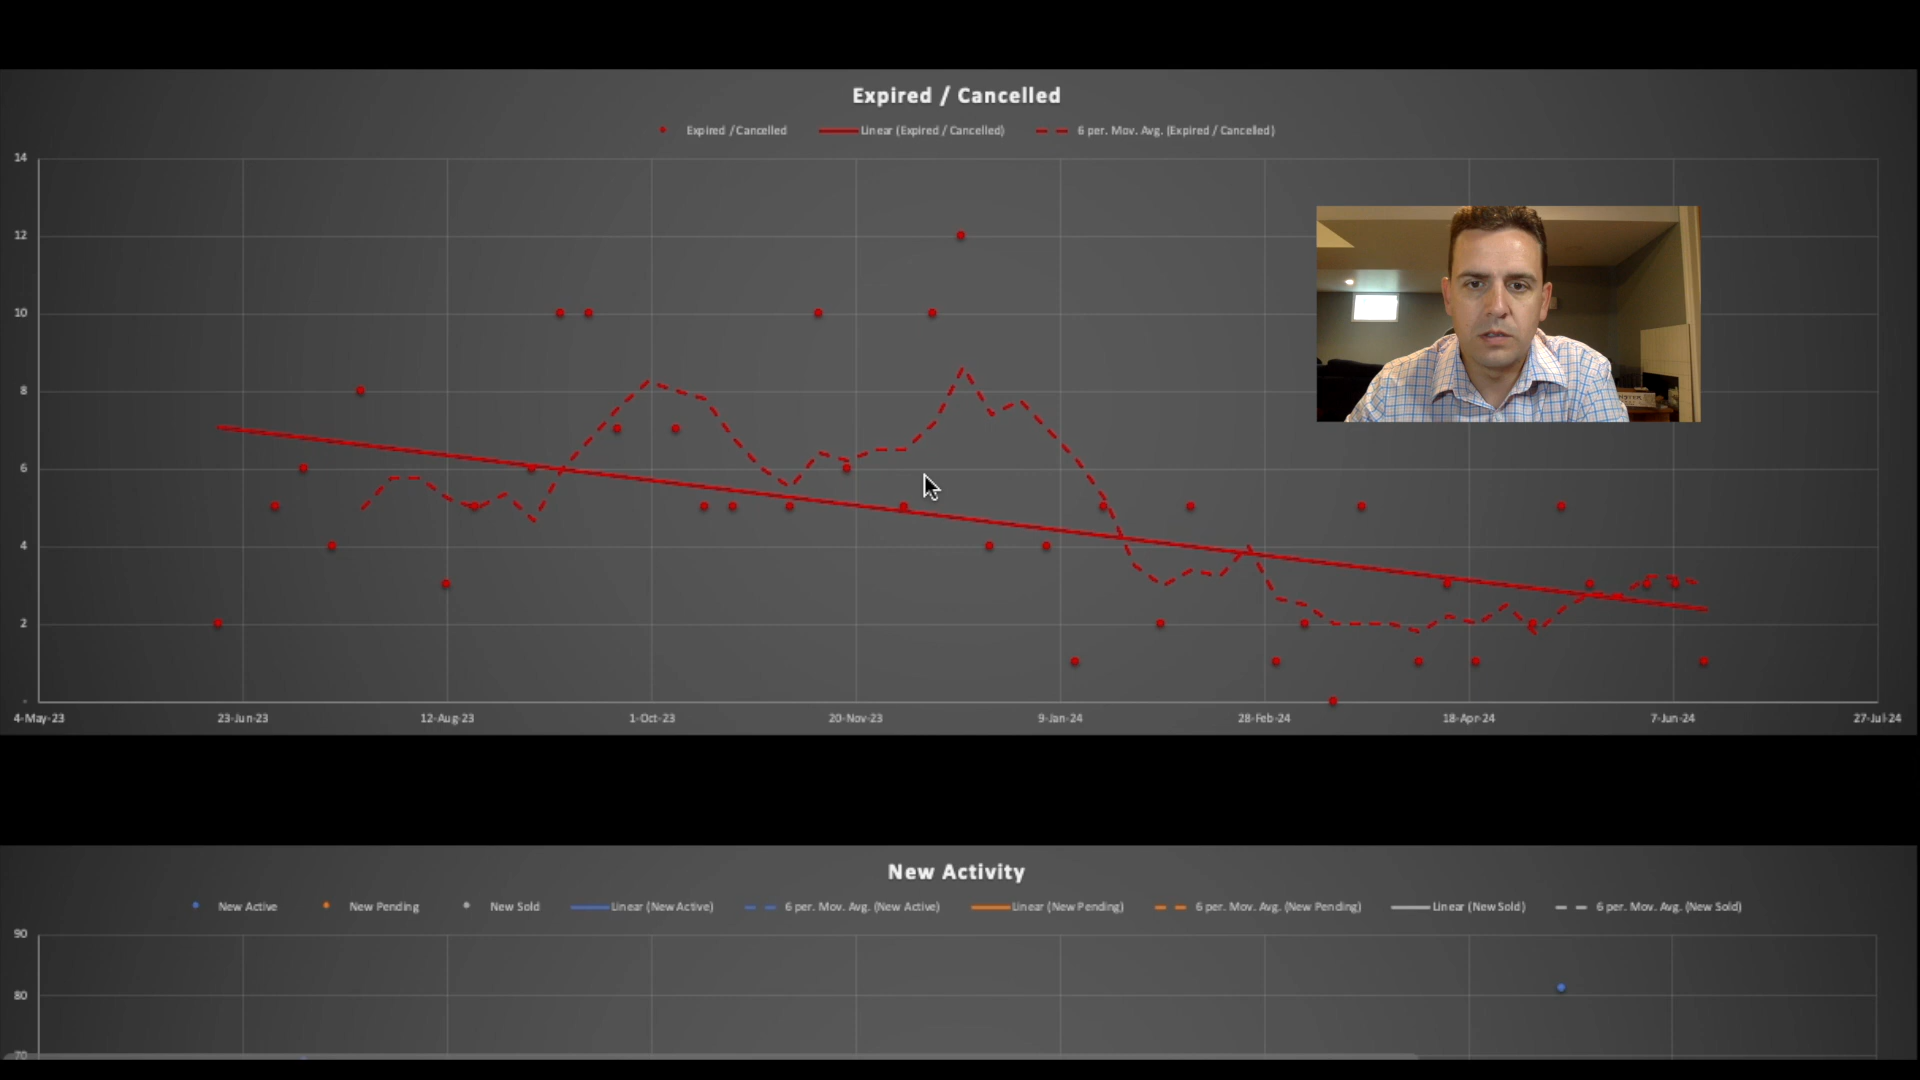 Expired / Cancelled
Expired / Cancelled Linear (Expired / Cancelled) 6 per. Mov. Avg. (Expired / Cancelled)
14
12
10
8
6
4
2
-
4-May-23 23-Jun-23 12-Aug-23 1-Oct-23 20-Nov-23 9-Jan-24 28-Feb-24 18-Apr-24 7-Jun-24 27-Jul-24
New Activity
New Active New Pending New Sold Linear (New Active) 6 per. Mov. Avg. (New Active) Linear (New Pending) 6 per. Mov. Avg. (New Pending) Linear (New Sold) 6 per. Mov. Avg. (New Sold)
90
80
70